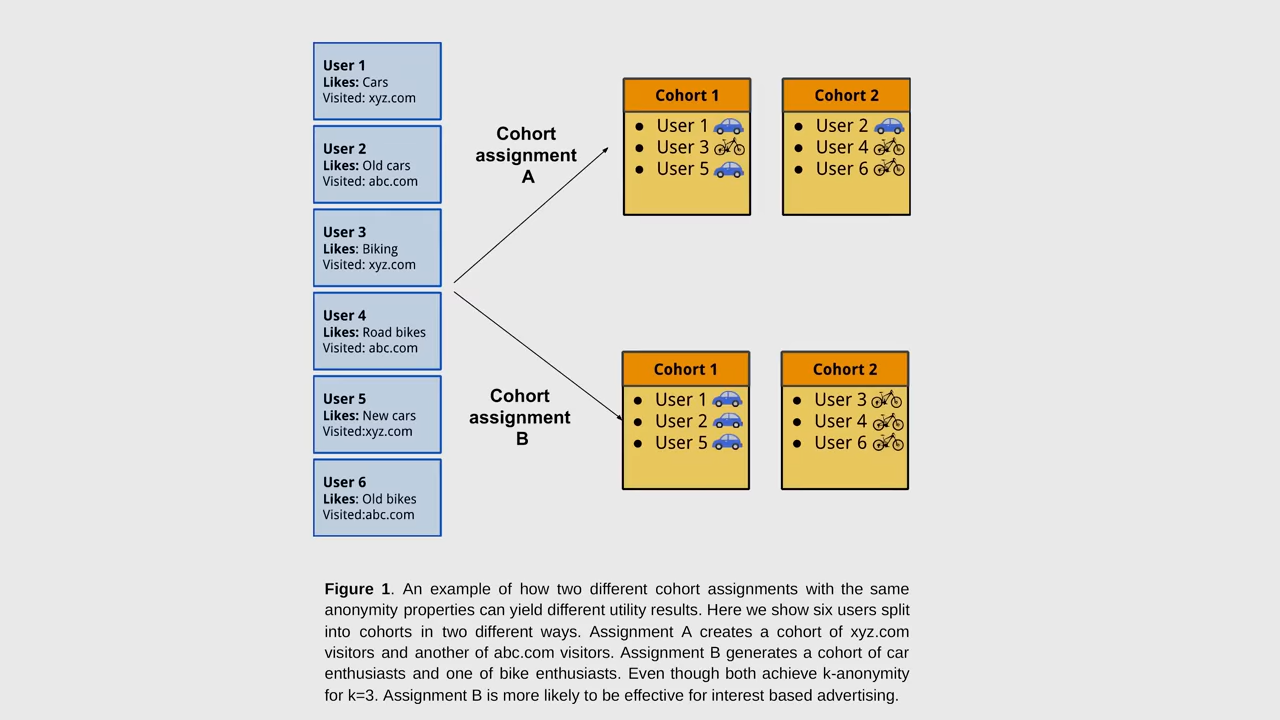 User 1
Likes: Cars
Visited: xyz.com
User 2
Likes: Old cars
Visited: abc.com
User 3
Likes: Biking
Visited: xyz.com
User 4
Likes: Road bikes
Visited: abc.com
User 5
Likes: New cars
Visited:xyz.com
User 6
Likes: Old bikes
Visited:abc.com
Cohort
assignment
A
Cohort 1
• User 1
• User 3
• User 5
Cohort 2
• User 2
• User 4
• User 6
Cohort
assignment
B
Cohort 1
• User 1
• User 2
• User 5
Cohort 2
• User 3
• User 4
• User 6
Figure 1. An example of how two different cohort assignments with the same
anonymity properties can yield different utility results. Here we show six users split
into cohorts in two different ways. Assignment A creates a cohort of xyz.com
visitors and another of abc.com visitors. Assignment B generates a cohort of car
enthusiasts and one of bike enthusiasts. Even though both achieve k-anonymity
for k=3. Assignment B is more likely to be effective for interest based advertising.